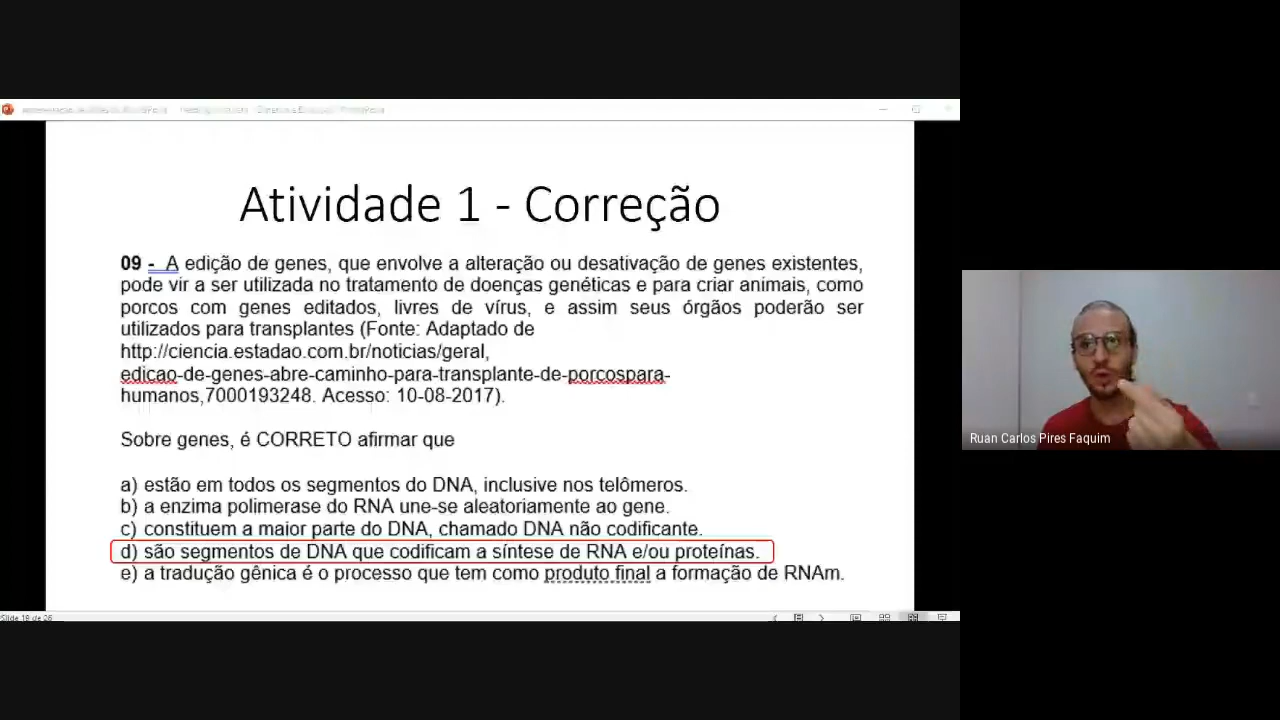 Atividade 1 - Correção
09 - A edição de genes, que envolve a alteração ou desativação de genes existentes,
pode vir a ser utilizada no tratamento de doenças genéticas e para criar animais, como
porcos com genes editados, livres de vírus, e assim seus órgãos poderão ser
utilizados para transplantes (Fonte: Adaptado de
http://ciencia.estadao.com.br/noticias/geral,
edicao-de-genes-abre-caminho-para-transplante-de-porcospara-
humanos,7000193248. Acesso: 10-08-2017).
Sobre genes, é CORRETO afirmar que
a) estão em todos os segmentos do DNA, inclusive nos telômeros.
b) a enzima polimerase do RNA une-se aleatoriamente ao gene.
c) constituem a maior parte do DNA, chamado DNA não codificante.
d) são segmentos de DNA que codificam a síntese de RNA e/ou proteínas.
e) a tradução gênica é o processo que tem como produto final a formação de RNAm.
Slide 19 de 26
Ruan Carlos Pires Faquim